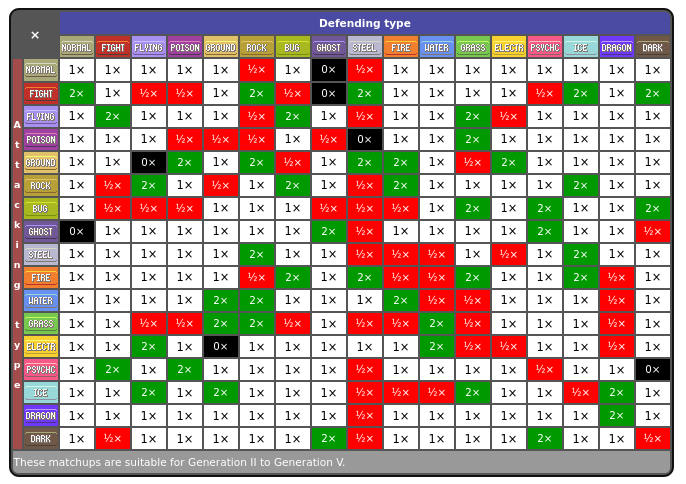 Defending type
× NORMAL FIGHT FLYING POISON GROUND ROCK BUG GHOST STEEL FIRE WATER GRASS ELECTR PSYCHC ICE DRAGON DARK
Attacking type
NORMAL 1× 1× 1× 1× 1× ½× 1× 0× ½× 1× 1× 1× 1× 1× 1× 1× 1×
FIGHT 2× 1× ½× ½× 1× 2× ½× 0× 2× 1× 1× 1× 1× ½× 2× 1× 2×
FLYING 1× 2× 1× 1× 1× ½× 2× 1× ½× 1× 1× 2× ½× 1× 1× 1× 1×
POISON 1× 1× 1× ½× ½× ½× 1× ½× 0× 1× 1× 2× 1× 1× 1× 1× 1×
GROUND 1× 1× 0× 2× 1× 2× ½× 1× 2× 2× 1× ½× 2× 1× 1× 1× 1×
ROCK 1× ½× 2× 1× ½× 1× 2× 1× ½× 2× 1× 1× 1× 1× 2× 1× 1×
BUG 1× ½× ½× ½× 1× 1× 1× ½× ½× ½× 1× 2× 1× 2× 1× 1× 2×
GHOST 0× 1× 1× 1× 1× 1× 1× 2× ½× 1× 1× 1× 1× 2× 1× 1× ½×
STEEL 1× 1× 1× 1× 1× 2× 1× 1× ½× ½× ½× 1× ½× 1× 2× 1× 1×
FIRE 1× 1× 1× 1× 1× ½× 2× 1× 2× ½× ½× 2× 1× 1× 2× ½× 1×
WATER 1× 1× 1× 1× 2× 2× 1× 1× 1× 2× ½× ½× 1× 1× 1× ½× 1×
GRASS 1× 1× ½× ½× 2× 2× ½× 1× ½× ½× 2× ½× 1× 1× 1× ½× 1×
ELECTR 1× 1× 2× 1× 0× 1× 1× 1× 1× 1× 2× ½× ½× 1× 1× ½× 1×
PSYCHC 1× 2× 1× 2× 1× 1× 1× 1× ½× 1× 1× 1× 1× ½× 1× 1× 0×
ICE 1× 1× 2× 1× 2× 1× 1× 1× ½× ½× ½× 2× 1× 1× ½× 2× 1×
DRAGON 1× 1× 1× 1× 1× 1× 1× 1× ½× 1× 1× 1× 1× 1× 1× 2× 1×
DARK 1× ½× 1× 1× 1× 1× 1× 2× ½× 1× 1× 1× 1× 2× 1× 1× ½×
These matchups are suitable for Generation II to Generation V.